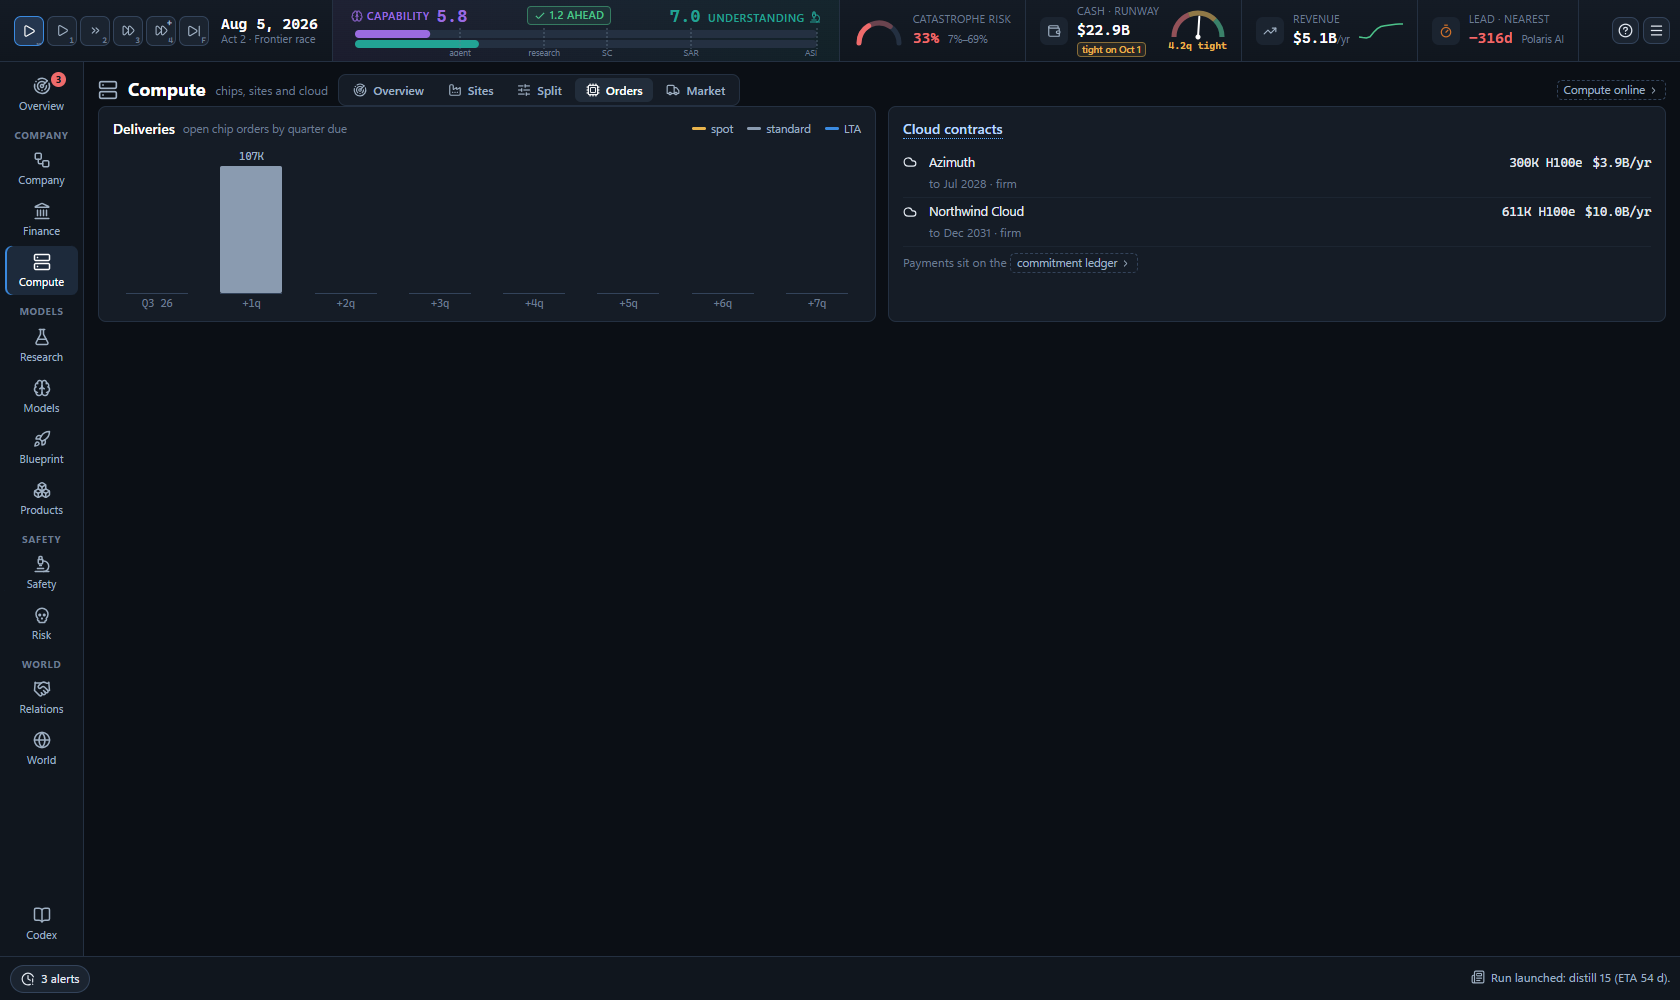 Aug 5, 2026
Act 2 · Frontier race
1
2
3
4
F
CAPABILITY 5.8
1.2 AHEAD
7.0 UNDERSTANDING
agent
research
SC
SAR
ASI
CATASTROPHE RISK
33% 7%–69%
CASH · RUNWAY
$22.9B
tight on Oct 1
4.2q tight
REVENUE
$5.1B/yr
LEAD · NEAREST
−316d Polaris AI
3
Overview
COMPANY
Company
Finance
Compute
MODELS
Research
Models
Blueprint
Products
SAFETY
Safety
Risk
WORLD
Relations
World
Codex
Compute chips, sites and cloud
Overview
Sites
Split
Orders
Market
Compute online ›
Deliveries open chip orders by quarter due
spot
standard
LTA
107K
Q3 26
+1q
+2q
+3q
+4q
+5q
+6q
+7q
Cloud contracts
Azimuth 300K H100e $3.9B/yr
to Jul 2028 · firm
Northwind Cloud 611K H100e $10.0B/yr
to Dec 2031 · firm
Payments sit on the commitment ledger ›
3 alerts
Run launched: distill 15 (ETA 54 d).